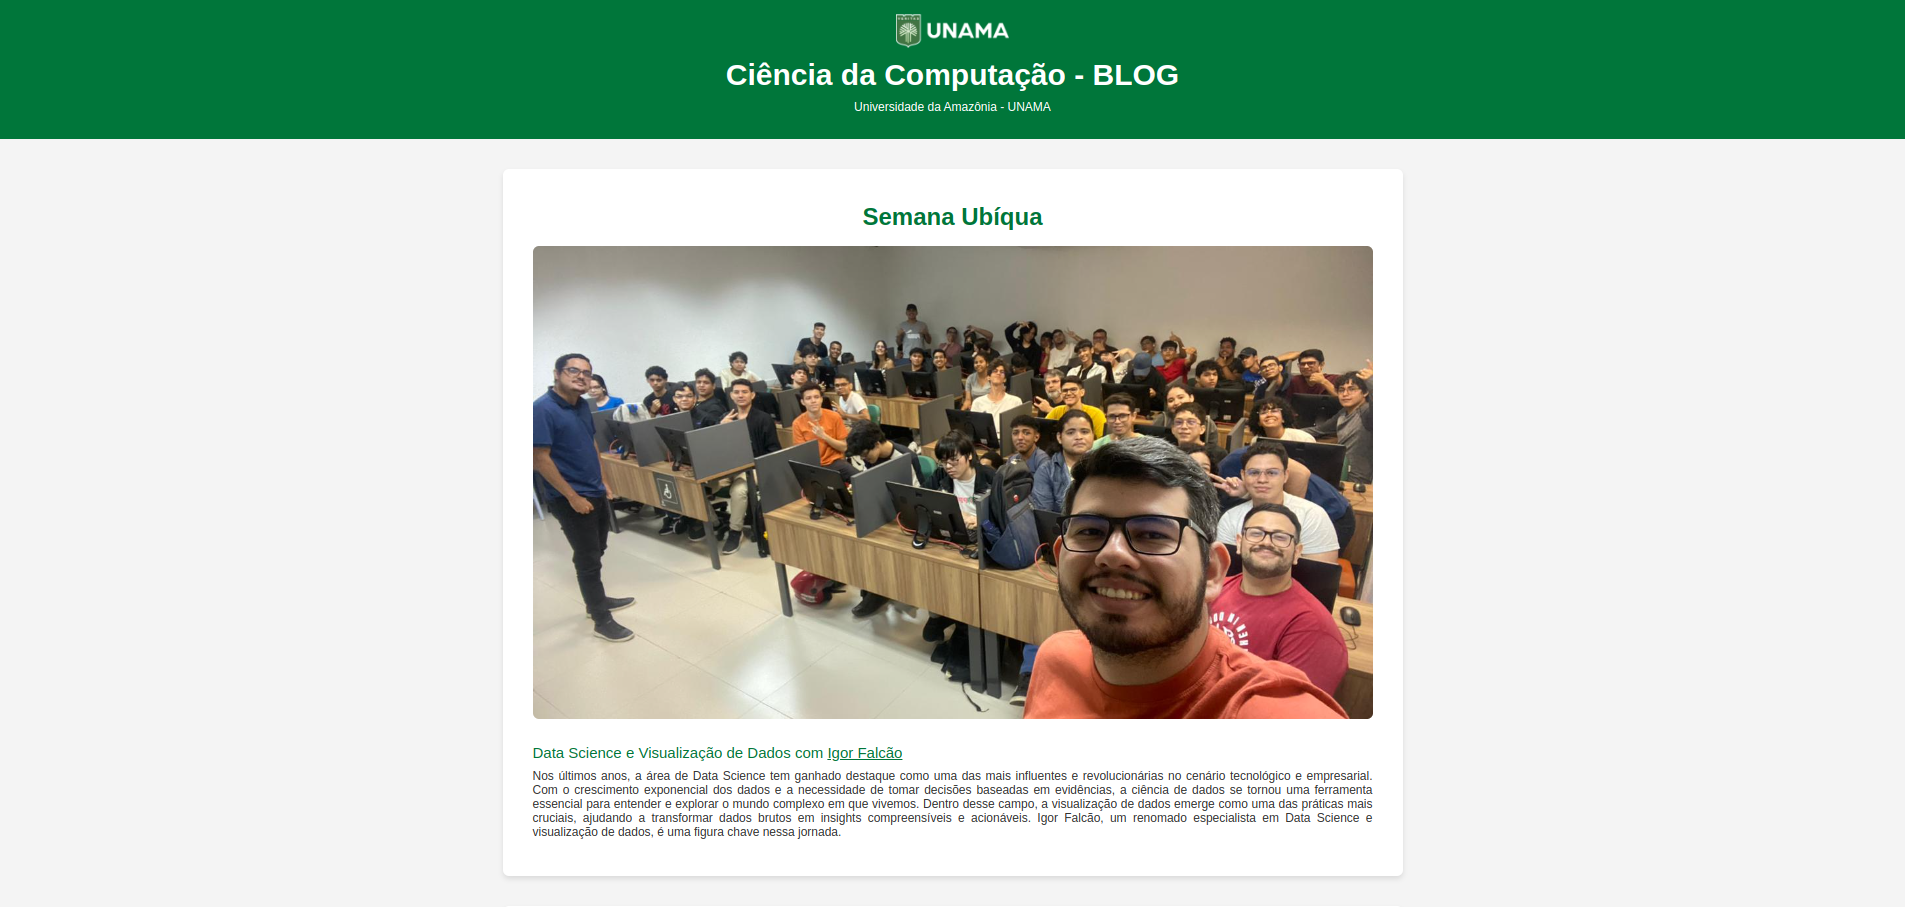 UNAMA
Ciência da Computação - BLOG
Universidade da Amazônia - UNAMA
Semana Ubíqua
Data Science e Visualização de Dados com Igor Falcão
Nos últimos anos, a área de Data Science tem ganhado destaque como uma das mais influentes e revolucionárias no cenário tecnológico e empresarial.
Com o crescimento exponencial dos dados e a necessidade de tomar decisões baseadas em evidências, a ciência de dados se tornou uma ferramenta
essencial para entender e explorar o mundo complexo em que vivemos. Dentro desse campo, a visualização de dados emerge como uma das práticas mais
cruciais, ajudando a transformar dados brutos em insights compreensíveis e acionáveis. Igor Falcão, um renomado especialista em Data Science e
visualização de dados, é uma figura chave nessa jornada.